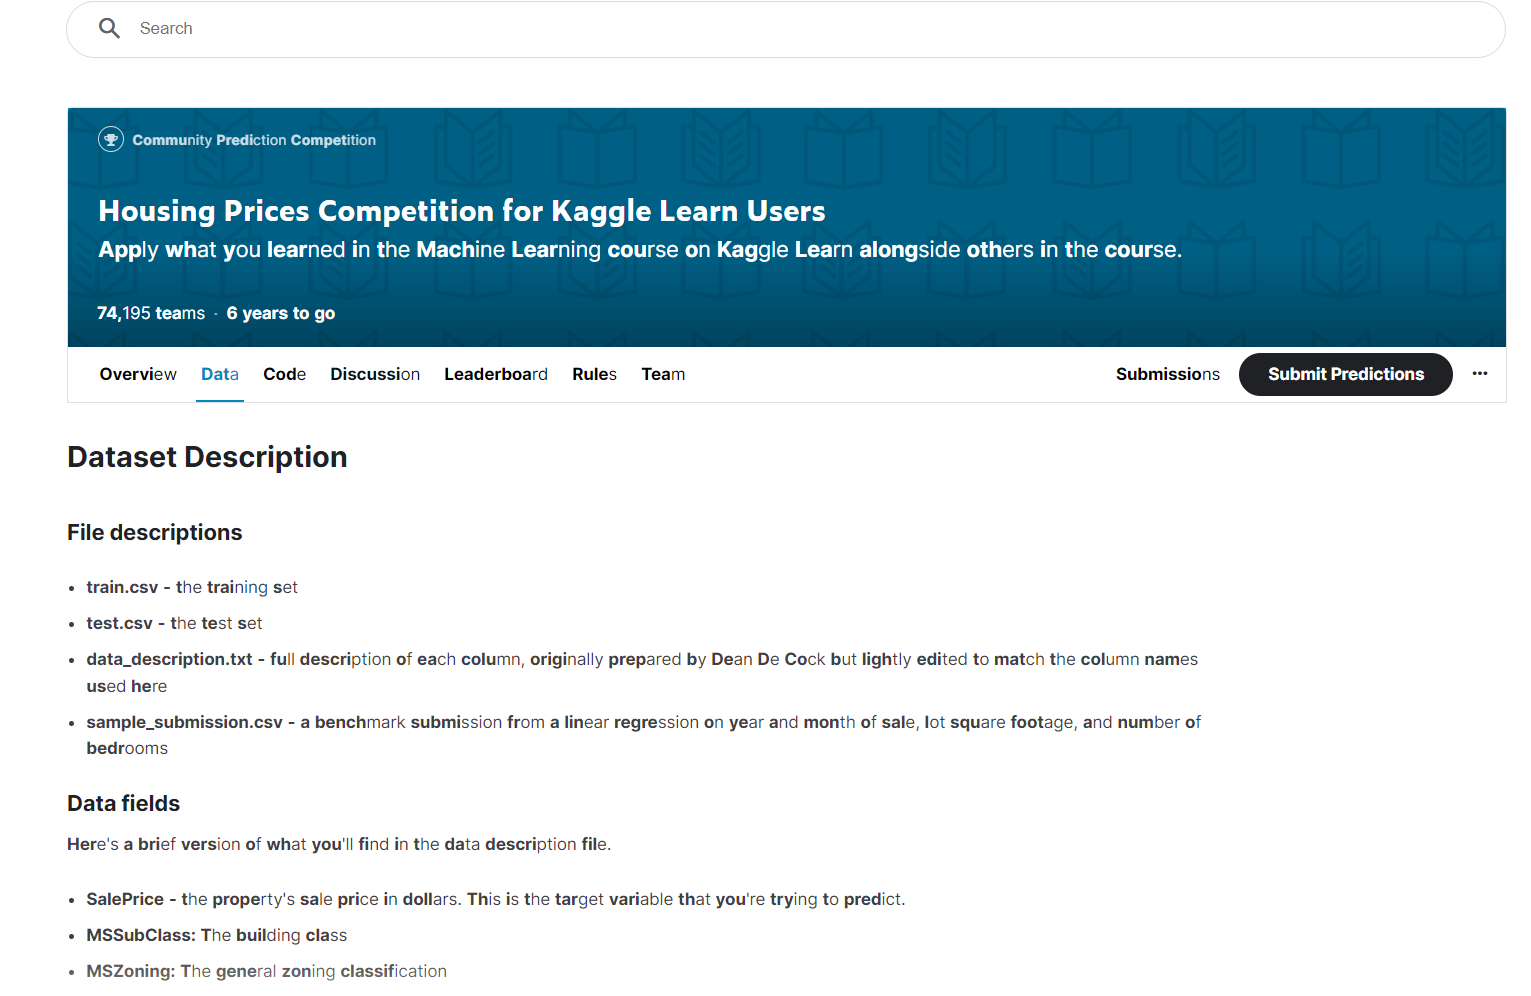 Search
Community Prediction Competition
Housing Prices Competition for Kaggle Learn Users
Apply what you learned in the Machine Learning course on Kaggle Learn alongside others in the course.
74,195 teams · 6 years to go
Overview Data Code Discussion Leaderboard Rules Team Submissions Submit Predictions ...
Dataset Description
File descriptions
• train.csv - the training set
• test.csv - the test set
• data_description.txt - full description of each column, originally prepared by Dean De Cock but lightly edited to match the column names
used here
• sample_submission.csv - a benchmark submission from a linear regression on year and month of sale, lot square footage, and number of
bedrooms
Data fields
Here's a brief version of what you'll find in the data description file.
• SalePrice - the property's sale price in dollars. This is the target variable that you're trying to predict.
• MSSubClass: The building class
• MSZoning: The general zoning classification